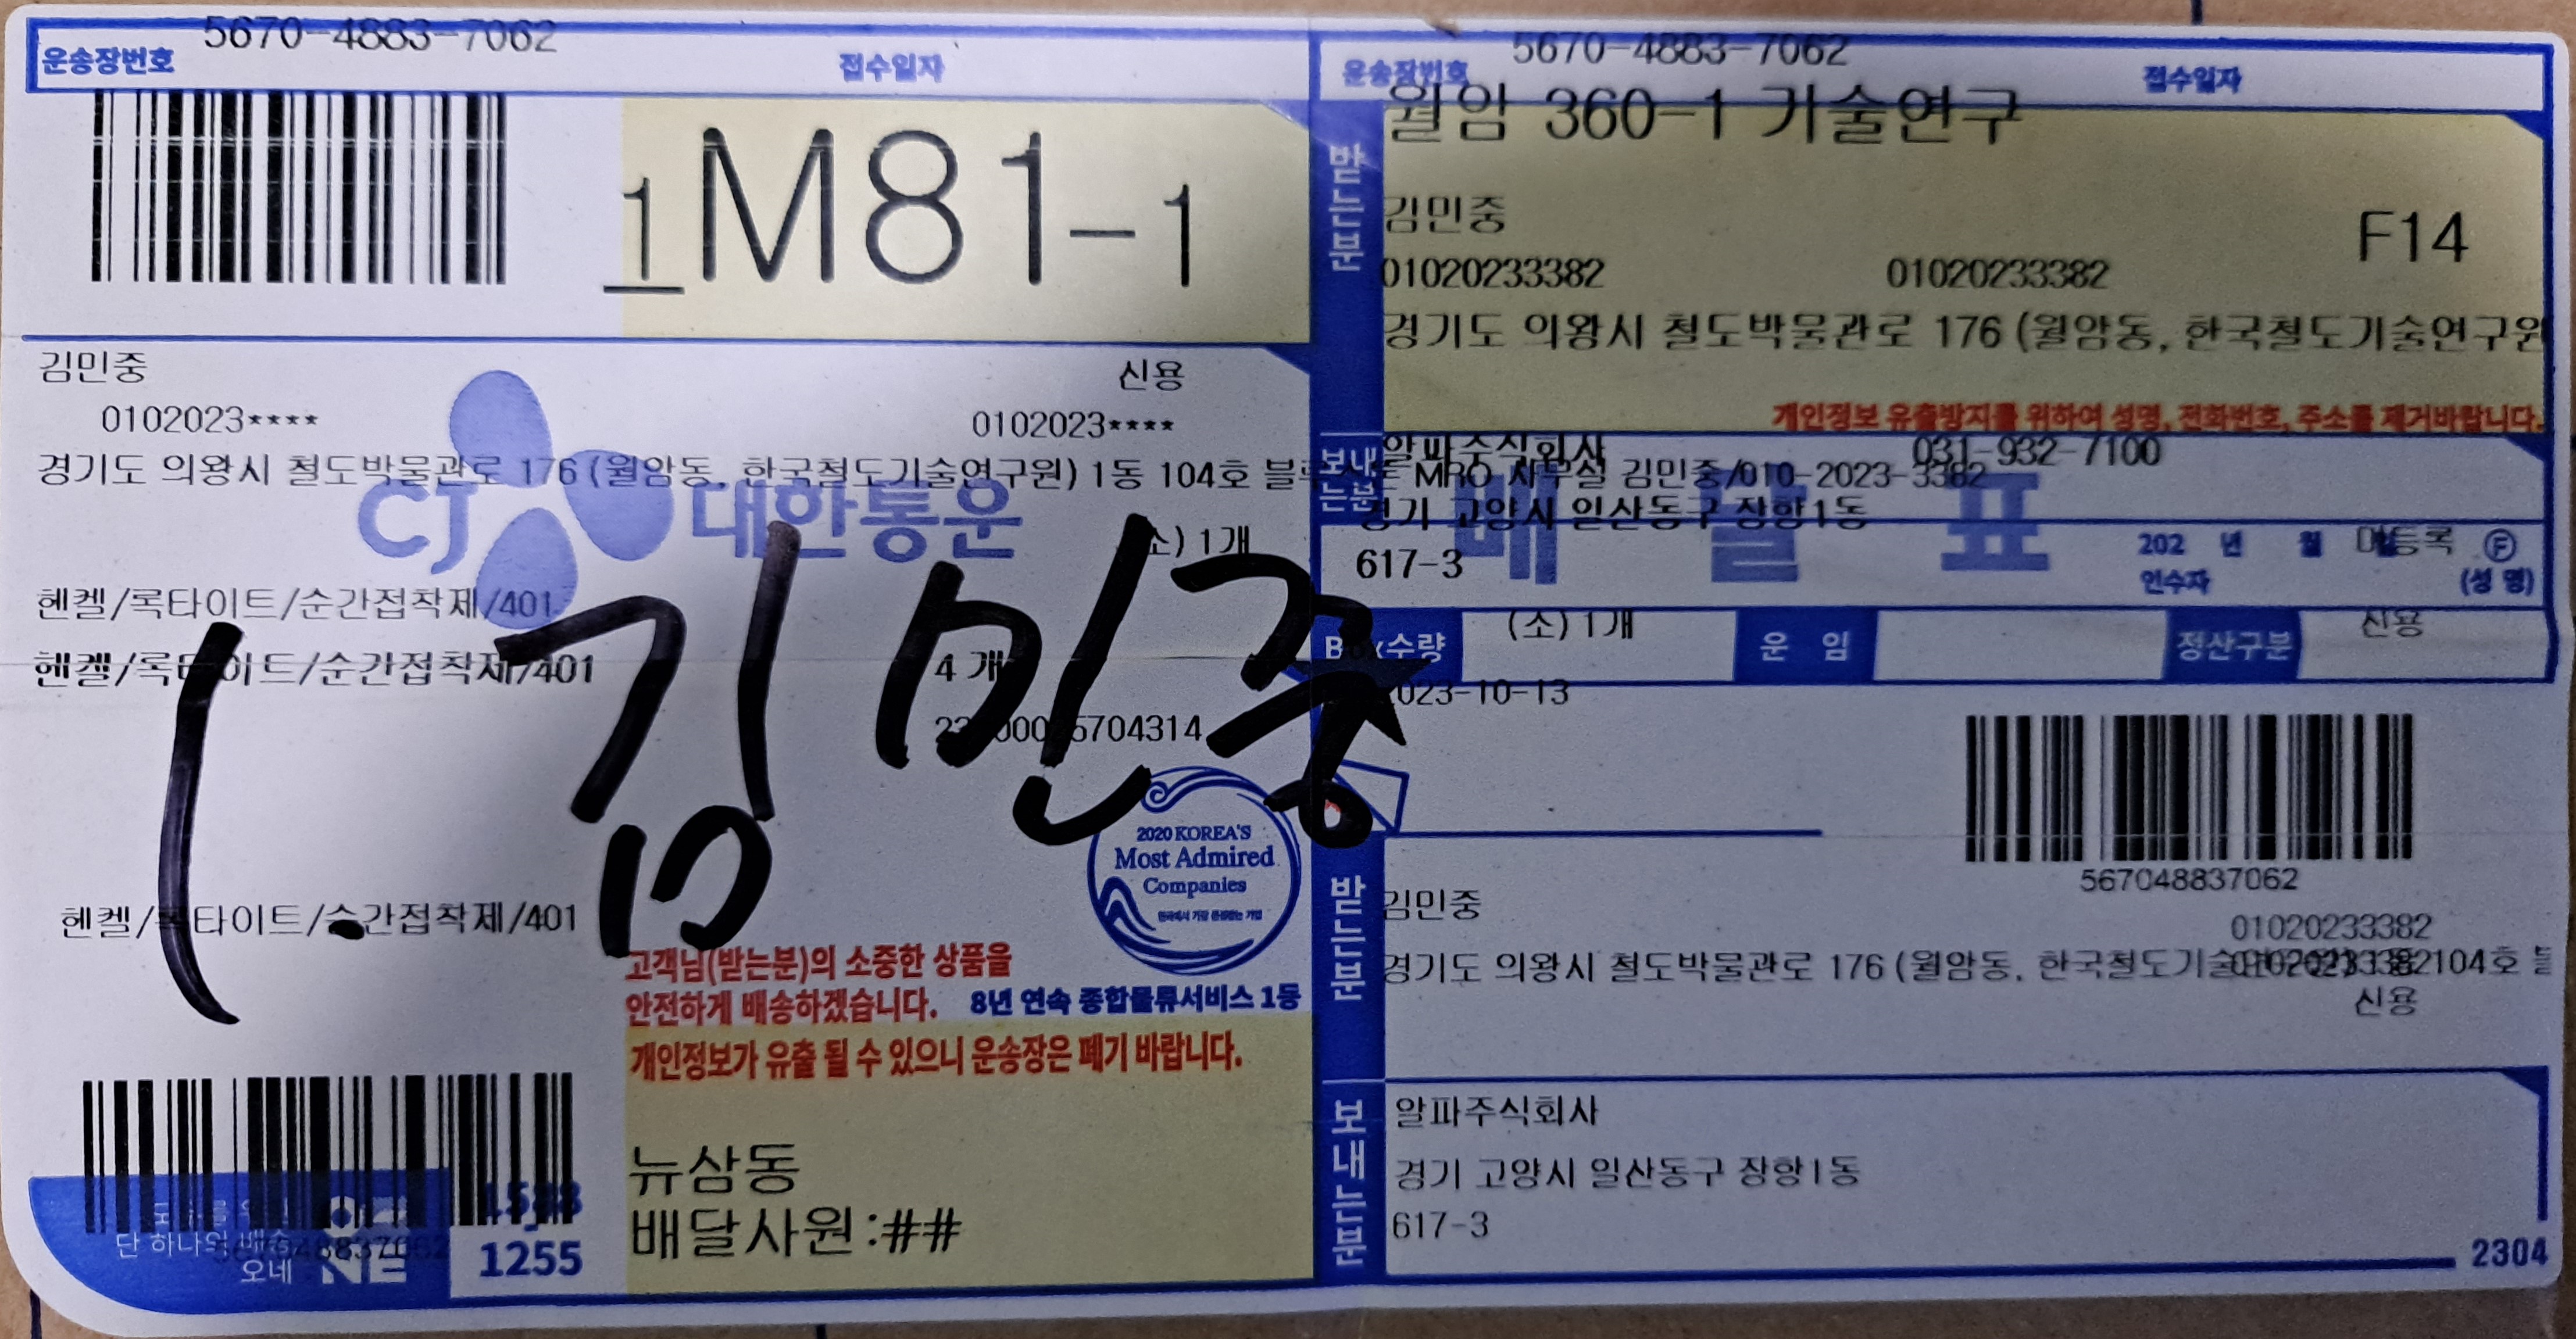 운송장번호 5670-4883-7062 접수일자
1M81-1
김민중 신용
0102023**** 0102023****
경기도 의왕시 철도박물관로 176 (월암동, 한국철도기술연구원) 1동 104호 MRO 사무실 김민중/010-2023-3382
CJ 대한통운
(소) 1개
헨켈/록타이트/순간접착제/401
헨켈/록타이트/순간접착제/401 4 개
김민중
2020 KOREA'S
Most Admired
Companies
헨켈/록타이트/순간접착제/401
고객님(받는분)의 소중한 상품을
안전하게 배송하겠습니다. 8년 연속 종합물류서비스 1등
개인정보가 유출 될 수 있으니 운송장은 폐기 바랍니다.
뉴삼동
배달사원:##
단 하나의 배송
오네
ONE
1588
1255
운송장번호 5670-4883-7062 접수일자
월암 360-1 기술연구
받는분
김민중 F14
01020233382 01020233382
경기도 의왕시 철도박물관로 176 (월암동, 한국철도기술연구원
개인정보 유출방지를 위하여 성명, 전화번호, 주소를 제거바랍니다.
보내는분
알파주식회사 031-932-7100
경기 고양시 일산동구 장항1동
617-3
배달표
202 년 월 일 미등록
인수자 (성 명)
Box수량 (소) 1개 운 임 정산구분 신용
2023-10-13
567048837062
받는분
김민중 01020233382
경기도 의왕시 철도박물관로 176 (월암동, 한국철도기술 104호
신용
보내는분
알파주식회사
경기 고양시 일산동구 장항1동
617-3
2304